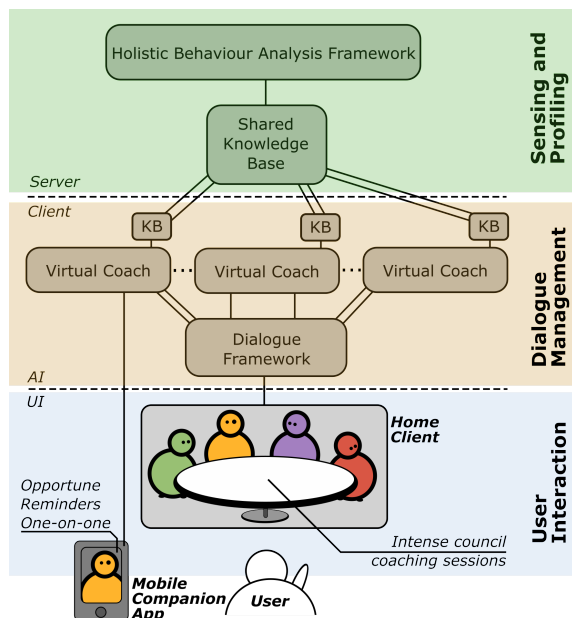 Holistic Behaviour Analysis Framework
Shared
Knowledge
Base
Sensing and
Profiling
Server
Client
KB
KB
KB
Virtual Coach
...
Virtual Coach
...
Virtual Coach
Dialogue
Framework
Dialogue
Management
AI
UI
Home
Client
Opportune
Reminders
One-on-one
Intense council
coaching sessions
User
Interaction
Mobile
Companion
App
User